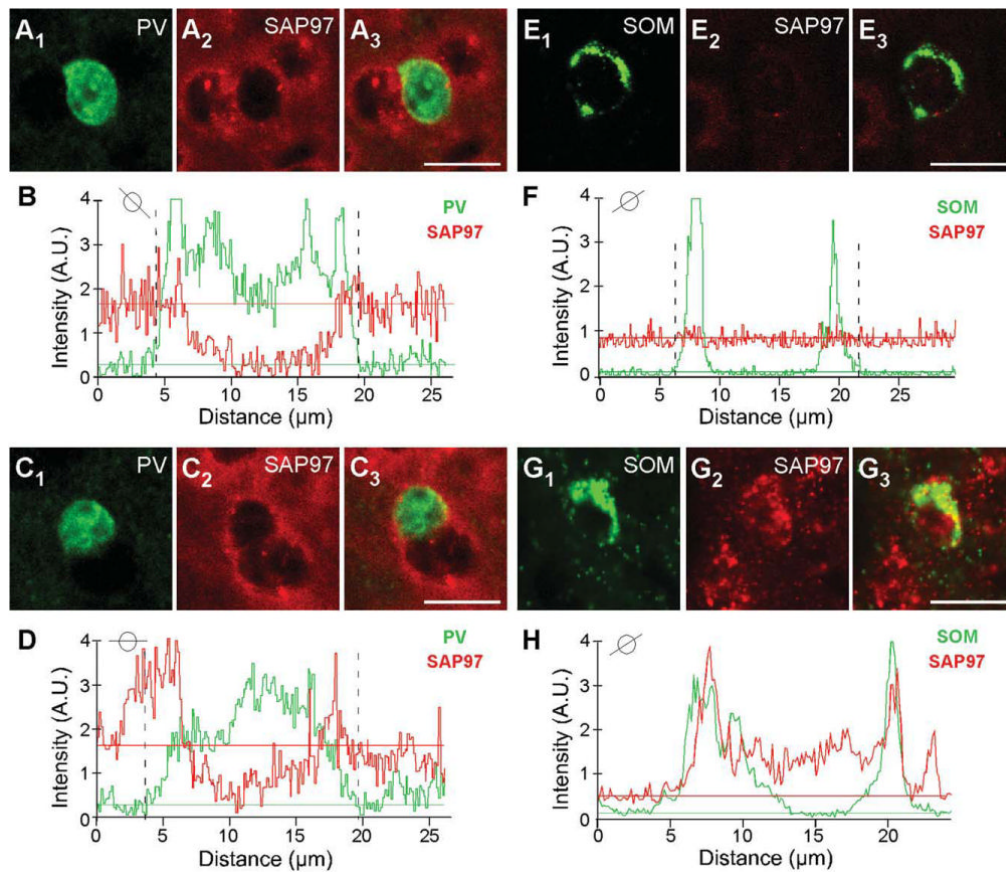 A1 PV A2 SAP97 A3
E1 SOM E2 SAP97 E3
B
PV
SAP97
Intensity (A.U.)
4
3
2
1
0
0 5 10 15 20 25
Distance (µm)
F
SOM
SAP97
Intensity (A.U.)
4
3
2
1
0
0 5 10 15 20 25
Distance (µm)
C1 PV C2 SAP97 C3
G1 SOM G2 SAP97 G3
D
PV
SAP97
Intensity (A.U.)
4
3
2
1
0
0 5 10 15 20 25
Distance (µm)
H
SOM
SAP97
Intensity (A.U.)
4
3
2
1
0
0 5 10 15 20
Distance (µm)